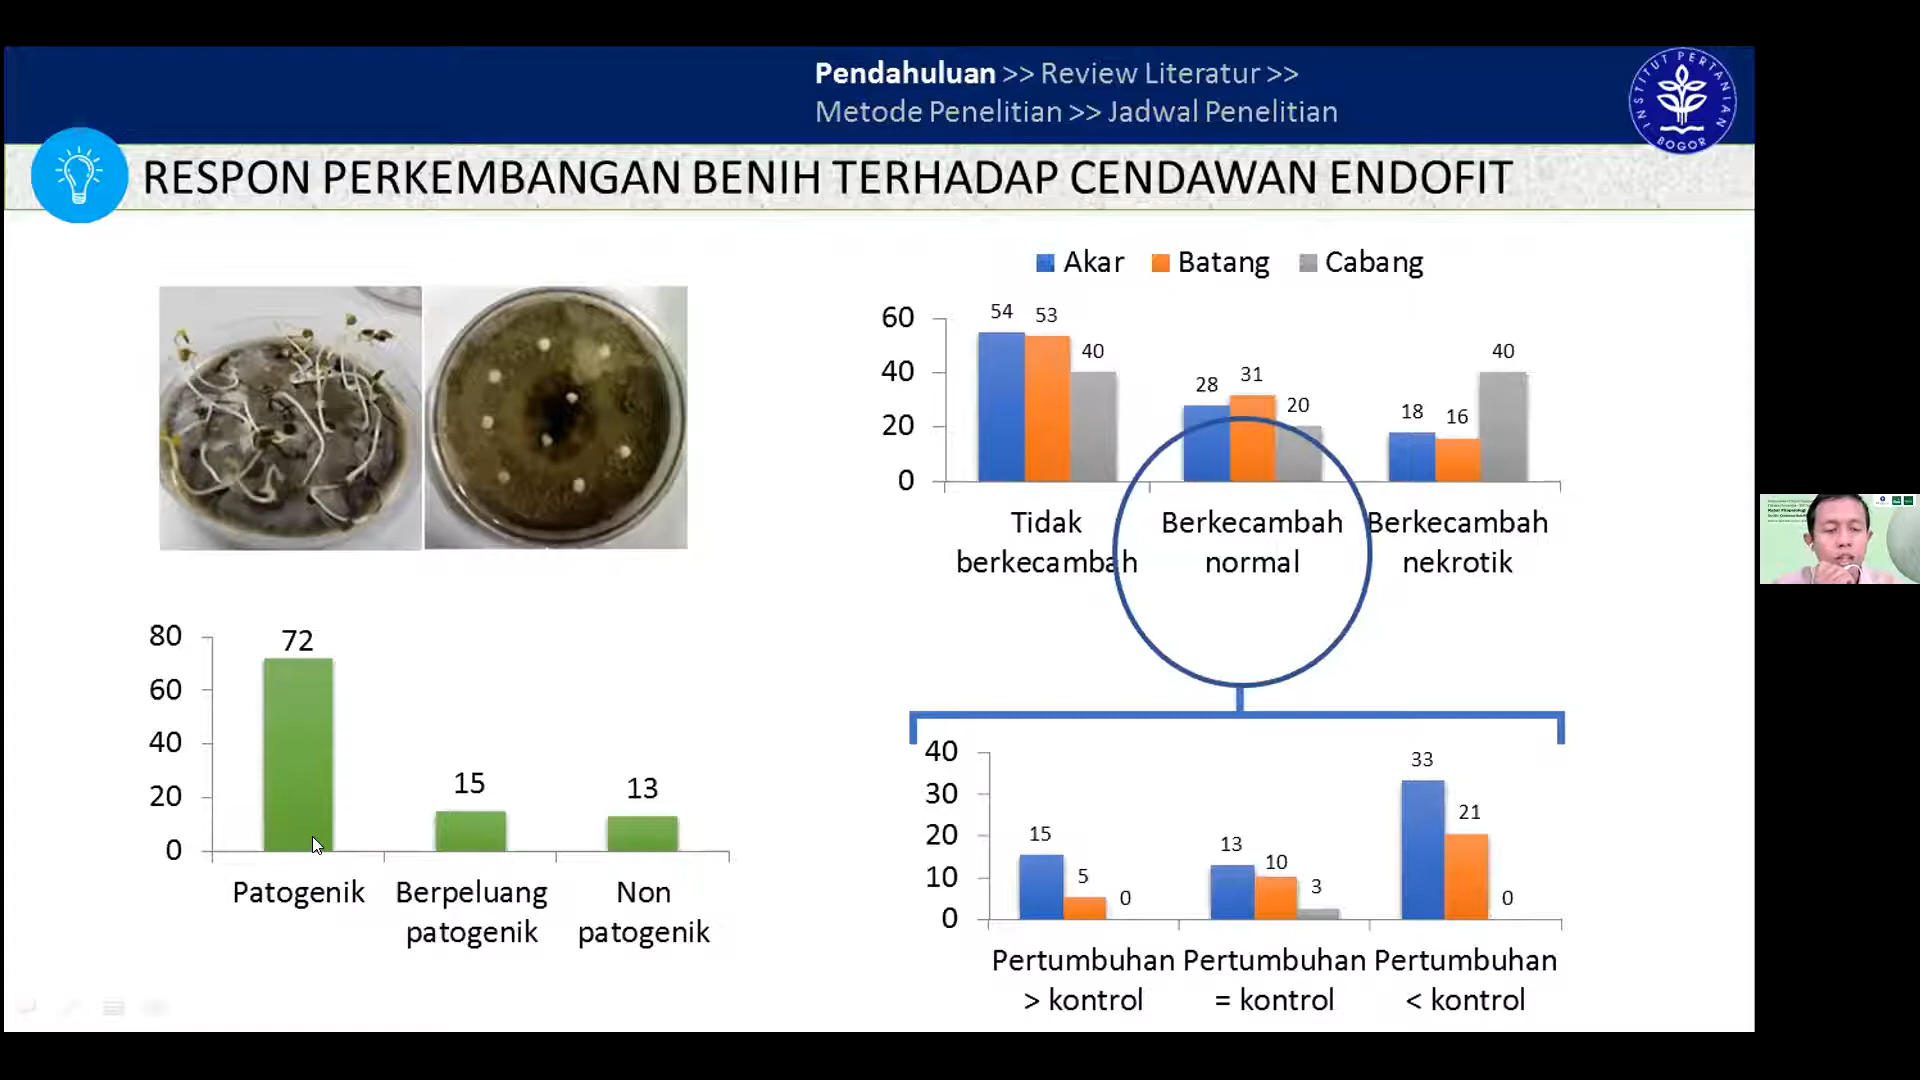 Pendahuluan >> Review Literatur >>
Metode Penelitian >> Jadwal Penelitian
INSTITUT PERTANIAN BOGOR
RESPON PERKEMBANGAN BENIH TERHADAP CENDAWAN ENDOFIT
Akar Batang Cabang
60
40
20
0
54 53 40
28 31 20
18 16 40
Tidak
berkecambah
Berkecambah
normal
Berkecambah
nekrotik
80
60
40
20
0
72
15
13
Patogenik
Berpeluang
patogenik
Non
patogenik
40
30
20
10
0
15 5 0
13 10 3
33 21 0
Pertumbuhan
> kontrol
Pertumbuhan
= kontrol
Pertumbuhan
< kontrol